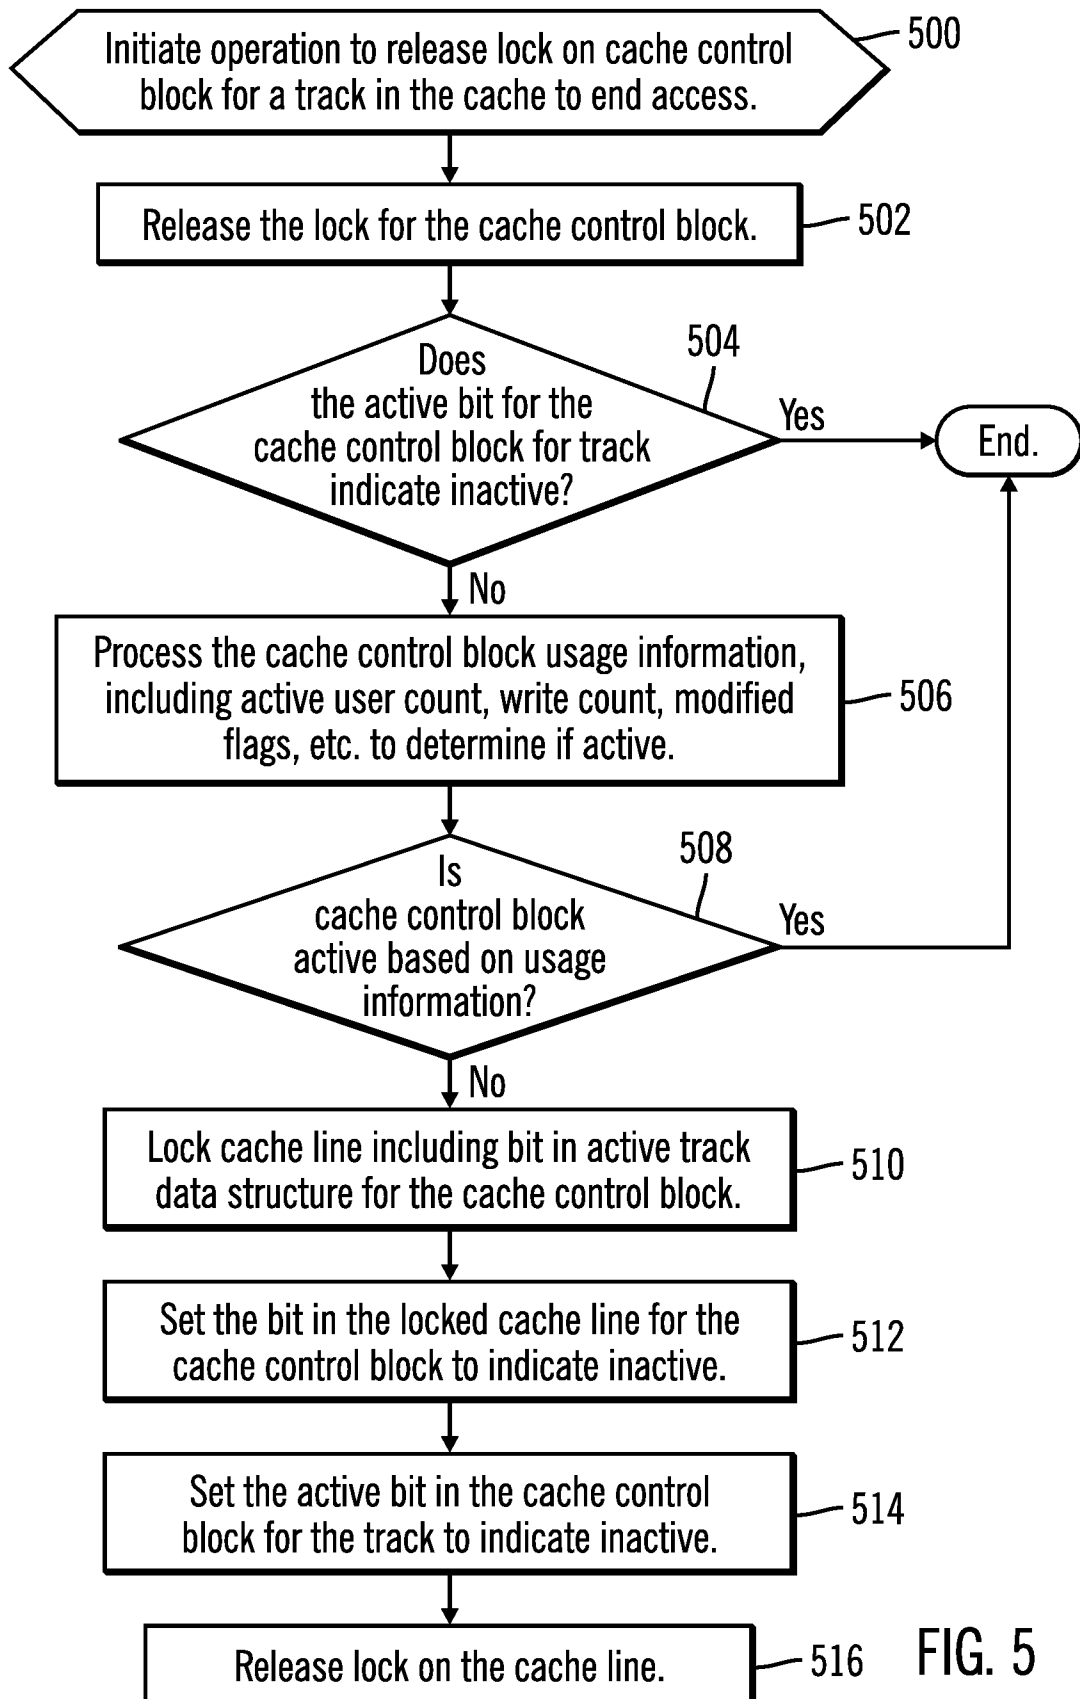 Initiate operation to release lock on cache control
block for a track in the cache to end access.
500
Release the lock for the cache control block.
502
Does
the active bit for the
cache control block for track
indicate inactive?
504
Yes
End.
No
Process the cache control block usage information,
including active user count, write count, modified
flags, etc. to determine if active.
506
Is
cache control block
active based on usage
information?
508
Yes
No
Lock cache line including bit in active track
data structure for the cache control block.
510
Set the bit in the locked cache line for the
cache control block to indicate inactive.
512
Set the active bit in the cache control
block for the track to indicate inactive.
514
Release lock on the cache line.
516
FIG. 5